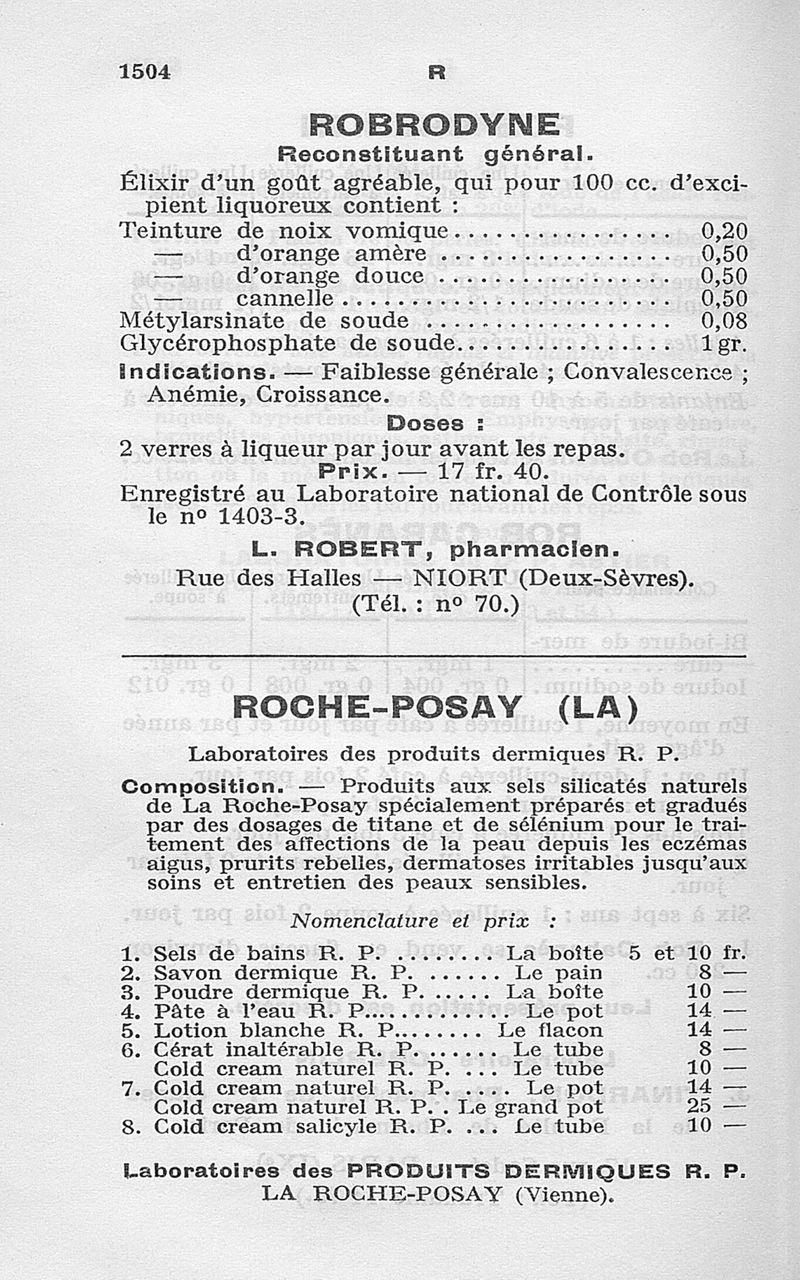 1504 R
ROBRODYNE
Reconstituant général.
Élixir d'un goût agréable, qui pour 100 cc. d'exci-
pient liquoreux contient :
Teinture de noix vomique................ 0,20
— d'orange amère ................. 0,50
— d'orange douce ................. 0,50
— cannelle ........................ 0,50
Métylarsinate de soude .................. 0,08
Glycérophosphate de soude................ 1 gr.
Indications. — Faiblesse générale ; Convalescence ;
Anémie, Croissance.
Doses :
2 verres à liqueur par jour avant les repas.
Prix. — 17 fr. 40.
Enregistré au Laboratoire national de Contrôle sous
le nº 1403-3.
L. ROBERT, pharmacien.
Rue des Halles — NIORT (Deux-Sèvres).
(Tél. : nº 70.)
ROCHE-POSAY (LA)
Laboratoires des produits dermiques R. P.
Composition. — Produits aux sels silicatés naturels
de La Roche-Posay spécialement préparés et gradués
par des dosages de titane et de sélénium pour le trai-
tement des affections de la peau depuis les eczémas
aigus, prurits rebelles, dermatoses irritables jusqu'aux
soins et entretien des peaux sensibles.
Nomenclature et prix :
1. Sels de bains R. P. ......... La boîte 5 et 10 fr.
2. Savon dermique R. P. ....... Le pain 8 —
3. Poudre dermique R. P. ..... La boîte 10 —
4. Pâte à l'eau R. P............ Le pot 14 —
5. Lotion blanche R. P........ Le flacon 14 —
6. Cérat inaltérable R. P. ....... Le tube 8 —
Cold cream naturel R. P. ... Le tube 10 —
7. Cold cream naturel R. P. .... Le pot 14 —
Cold cream naturel R. P. . Le grand pot 25 —
8. Cold cream salicyle R. P. ... Le tube 10 —
Laboratoires des PRODUITS DERMIQUES R. P.
LA ROCHE-POSAY (Vienne).